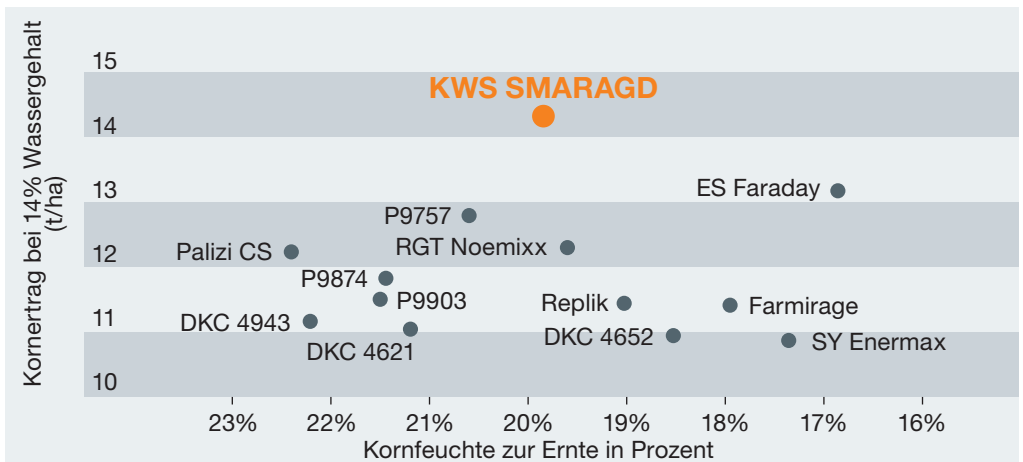 Kornertrag bei 14% Wassergehalt
(t/ha)
15
14
13
12
11
10
KWS SMARAGD
ES Faraday
P9757
RGT Noemixx
Palizi CS
P9874
P9903
Replik
Farmirage
DKC 4943
DKC 4621
DKC 4652
SY Enermax
23%
22%
21%
20%
19%
18%
17%
16%
Kornfeuchte zur Ernte in Prozent